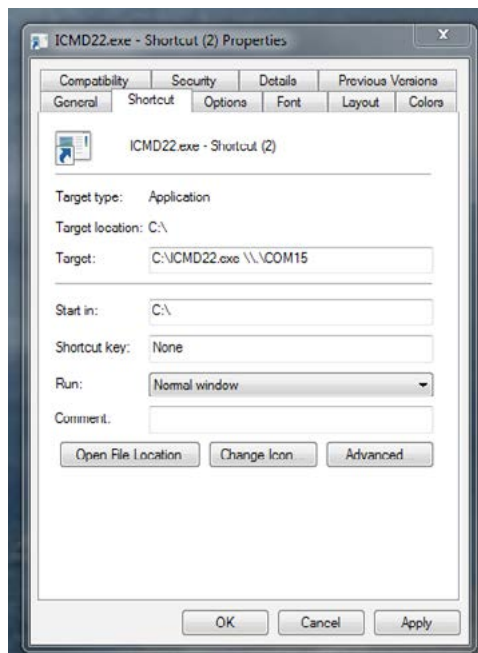 ICMD22.exe - Shortcut (2) Properties
x
Compatibility Security Details Previous Versions
General Shortcut Options Font Layout Colors
ICMD22.exe - Shortcut (2)
Target type: Application
Target location: C:\
Target: C:\ICMD22.exe \\.\COM15
Start in: C:\
Shortcut key: None
Run: Normal window
Comment:
Open File Location Change Icon... Advanced...
OK Cancel Apply